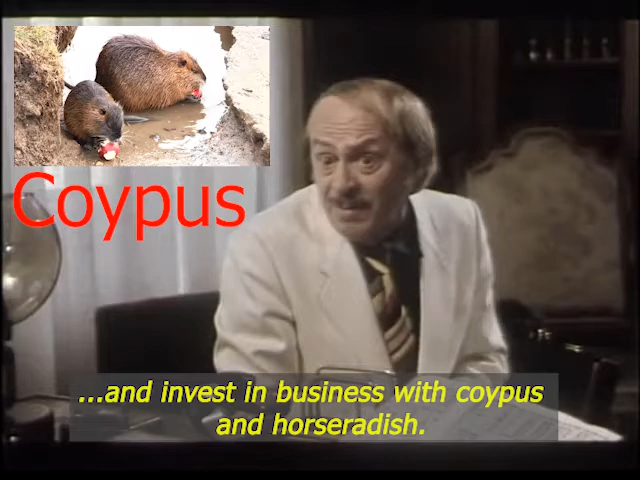 Coypus
...and invest in business with coypus
and horseradish.